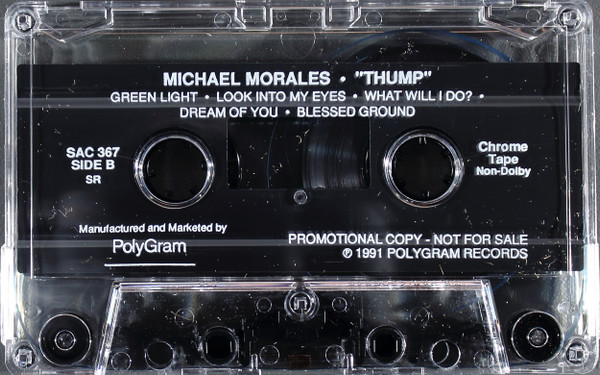 MICHAEL MORALES • "THUMP"
GREEN LIGHT • LOOK INTO MY EYES • WHAT WILL I DO? •
DREAM OF YOU • BLESSED GROUND
SAC 367
SIDE B
SR
Chrome
Tape
Non-Dolby
Manufactured and Marketed by
PolyGram
PROMOTIONAL COPY - NOT FOR SALE
℗ 1991 POLYGRAM RECORDS